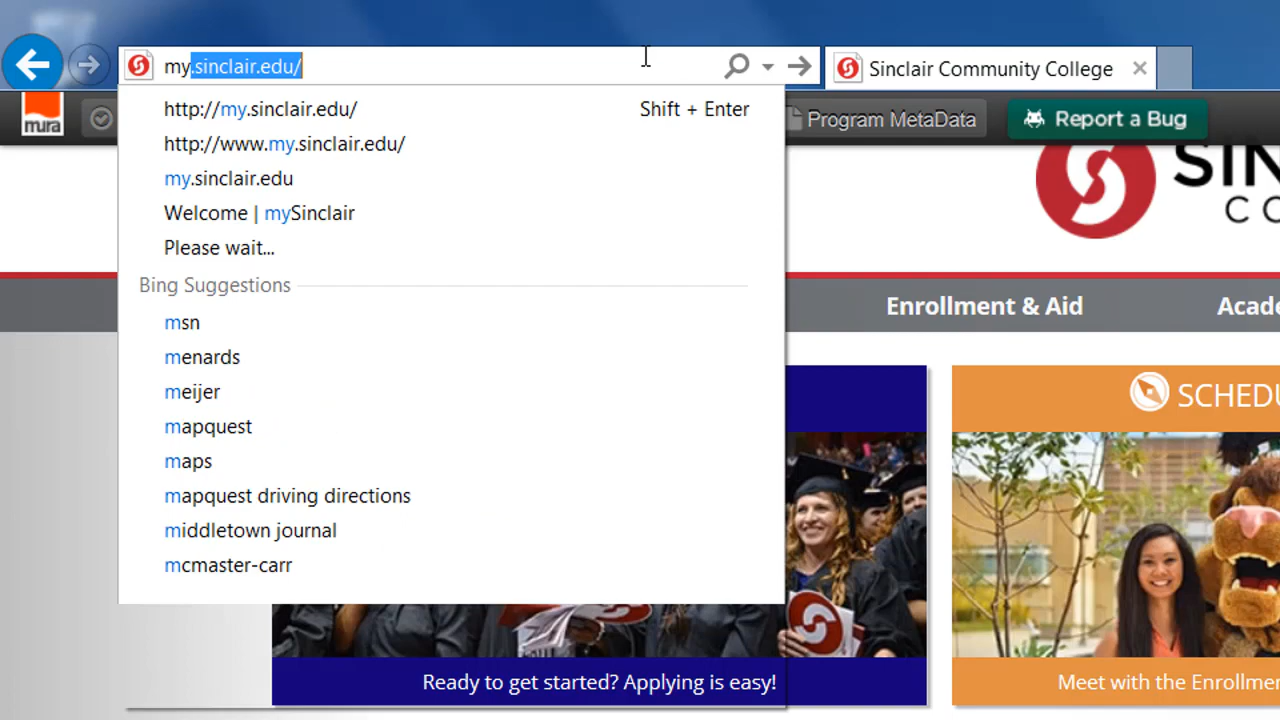 my.sinclair.edu/
Sinclair Community College
http://my.sinclair.edu/ Shift + Enter
http://www.my.sinclair.edu/
my.sinclair.edu
Welcome | mySinclair
Please wait...
Bing Suggestions
msn
menards
meijer
mapquest
maps
mapquest driving directions
middletown journal
mcmaster-carr
mura
Program MetaData
Report a Bug
SIN
CO
Enrollment & Aid
Acade
SCHEDU
Ready to get started? Applying is easy!
Meet with the Enrollmen